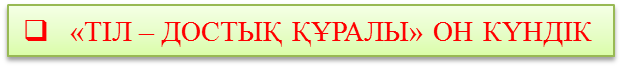 ❑ «ТІЛ – ДОСТЫҚ ҚҰРАЛЫ» ОН КҮНДІК